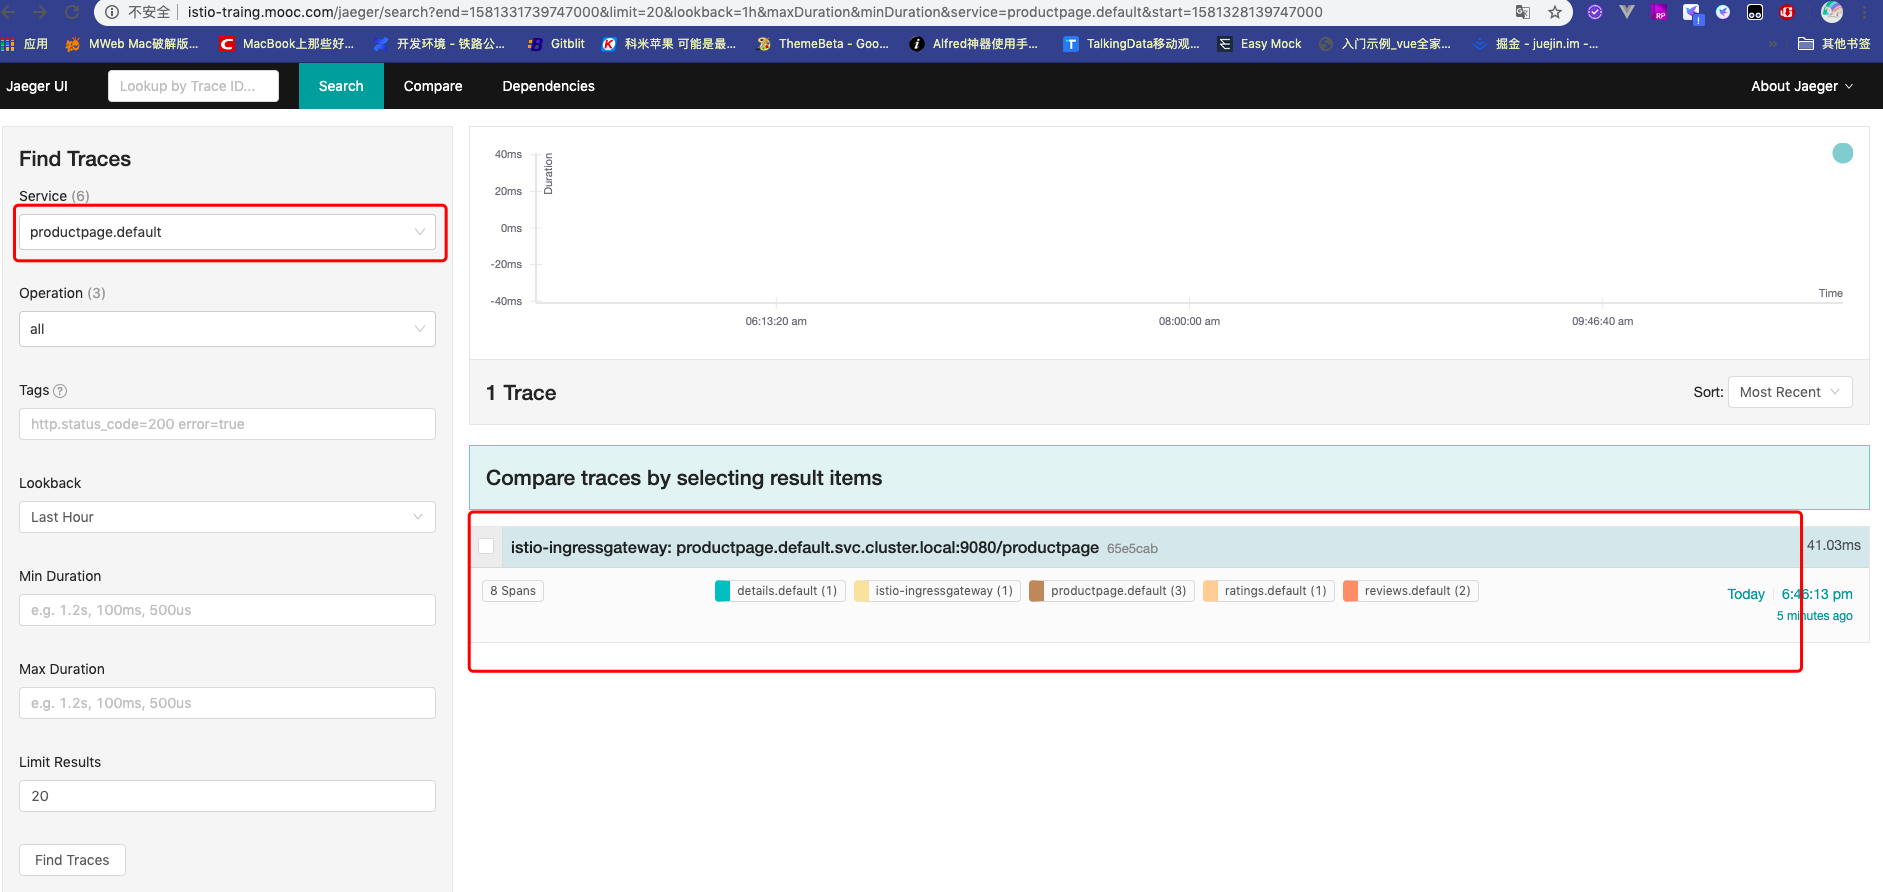 不安全 istio-traing.mooc.com/jaeger/search?end=1581331739747000&limit=20&lookback=1h&maxDuration&minDuration&service=productpage.default&start=1581328139747000
应用 MWeb Mac破解版... MacBook上那些好... 开发环境 - 铁路公... Gitblit 科米苹果 可能是最... ThemeBeta - Goo... Alfred神器使用手... TalkingData移动观... Easy Mock 入门示例_vue全家... 掘金 - juejin.im -... » 其他书签
Jaeger UI Lookup by Trace ID... Search Compare Dependencies About Jaeger
Find Traces
Service (6)
productpage.default
Operation (3)
all
Tags ?
http.status_code=200 error=true
Lookback
Last Hour
Min Duration
e.g. 1.2s, 100ms, 500us
Max Duration
e.g. 1.2s, 100ms, 500us
Limit Results
20
Find Traces
Duration
40ms
20ms
0ms
-20ms
-40ms
Time
06:13:20 am 08:00:00 am 09:46:40 am
1 Trace
Sort: Most Recent
Compare traces by selecting result items
istio-ingressgateway: productpage.default.svc.cluster.local:9080/productpage 65e5cab 41.03ms
8 Spans details.default (1) istio-ingressgateway (1) productpage.default (3) ratings.default (1) reviews.default (2) Today 6:46:13 pm
5 minutes ago